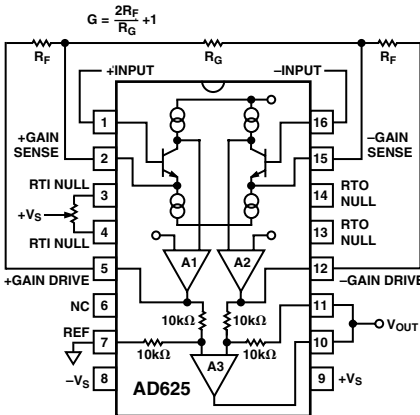 G = 2R_F/R_G +1
R_F
R_G
R_F
+INPUT
–INPUT
1
16
+GAIN SENSE
2
15
–GAIN SENSE
RTI NULL
3
14
RTO NULL
+V_S
RTI NULL
4
13
RTO NULL
A1
A2
5
12
+GAIN DRIVE
–GAIN DRIVE
NC
6
10kΩ
10kΩ
11
V_OUT
REF
7
10kΩ
10kΩ
10
A3
–V_S
8
AD625
9
+V_S